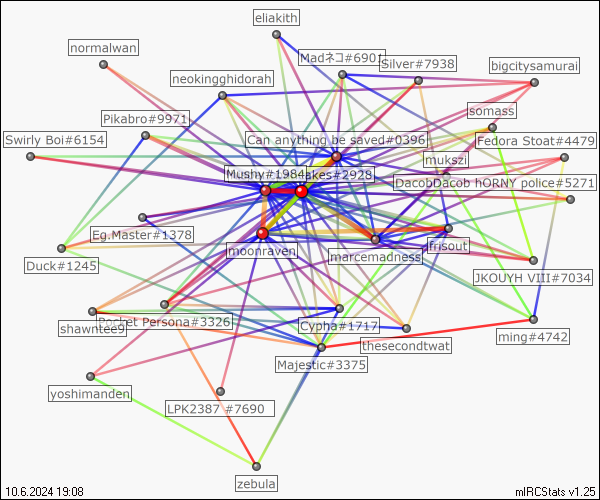 eliakith
normalwan
Madネコ#6901
Silver#7938
bigcitysamurai
neokingghidorah
somass
Pikabro#9971
Swirly Boi#6154
Can anything be saved#0396
Fedora Stoat#4479
mukszi
Mushy#1984
akes#2928
DacobDacob hORNY police#5271
Eg.Master#1378
moonraven
frisout
marcemadness
Duck#1245
JKOUYH VIII#7034
Pocket Persona#3326
shawntee9
Cypha#1717
thesecondtwat
ming#4742
Majestic#3375
yoshimanden
LPK2387 #7690
zebula
10.6.2024 19:08
mIRCStats v1.25